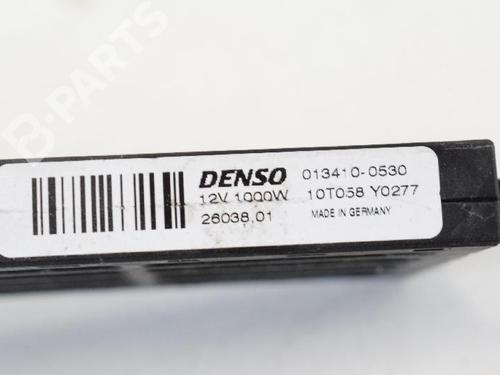 B-PARTS
DENSO 013410-0530
12V 1000W 10T058 Y0277
26038.01 MADE IN GERMANY